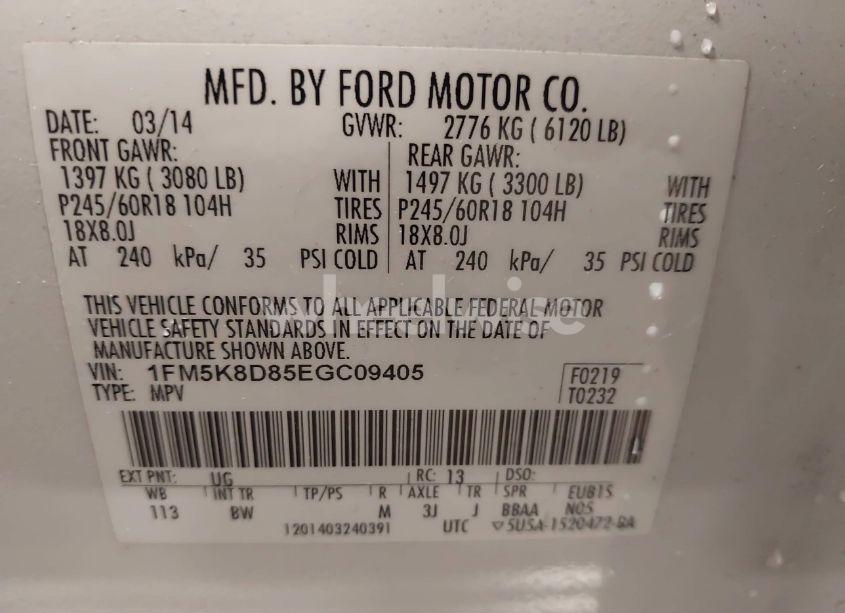 MFD. BY FORD MOTOR CO.
DATE: 03/14 GVWR: 2776 KG ( 6120 LB)
FRONT GAWR: REAR GAWR:
1397 KG ( 3080 LB) WITH 1497 KG ( 3300 LB) WITH
P245/60R18 104H TIRES P245/60R18 104H TIRES
18X8.0J RIMS 18X8.0J RIMS
AT 240 kPa/ 35 PSI COLD AT 240 kPa/ 35 PSI COLD
THIS VEHICLE CONFORMS TO ALL APPLICABLE FEDERAL MOTOR
VEHICLE SAFETY STANDARDS IN EFFECT ON THE DATE OF
MANUFACTURE SHOWN ABOVE.
VIN: 1FM5K8D85EGC09405 F0219
TYPE: MPV T0232
EXT PNT: UG RC: 13 DSO:
WB INT TR TP/PS R AXLE TR SPR EUB15
113 BW M 3J J BBAA N05
1201403240391 UTC